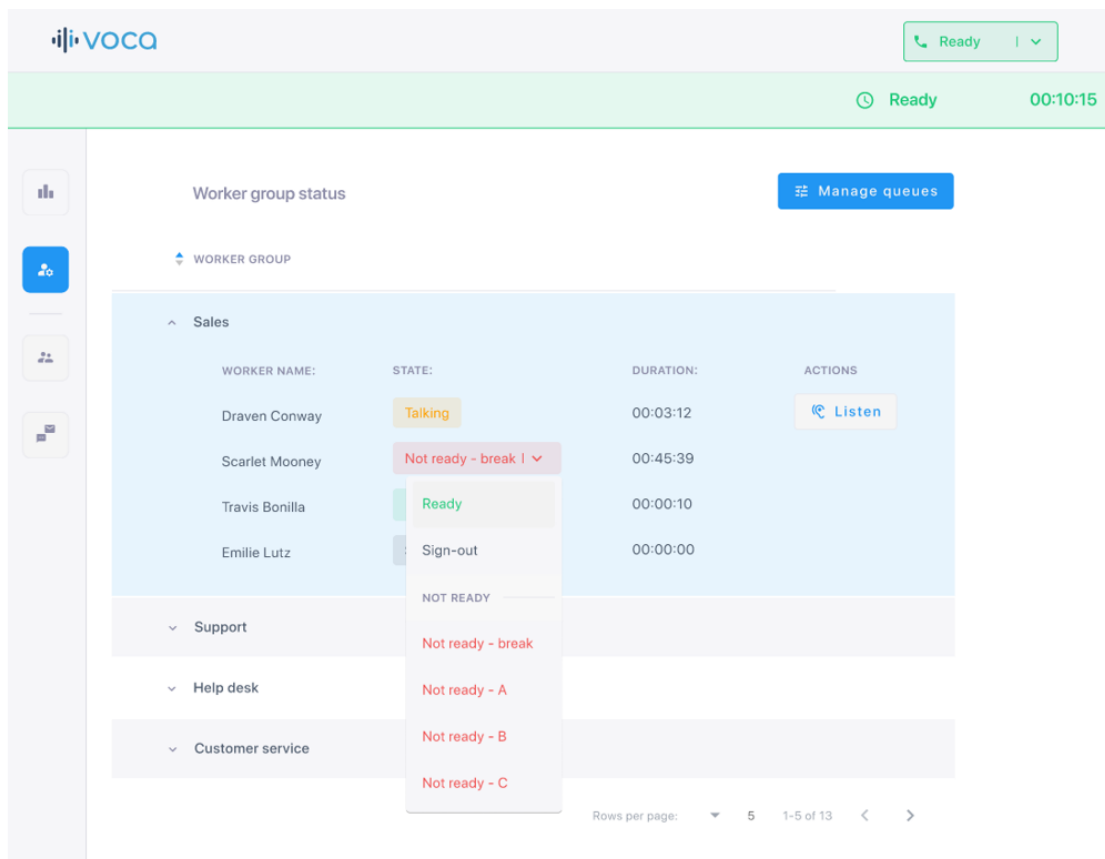 voca
Ready
Ready 00:10:15
Worker group status
Manage queues
WORKER GROUP
Sales
WORKER NAME: STATE: DURATION: ACTIONS
Draven Conway Talking 00:03:12 Listen
Scarlet Mooney Not ready - break 00:45:39
Travis Bonilla 00:00:10
Emilie Lutz 00:00:00
Ready
Sign-out
NOT READY
Not ready - break
Not ready - A
Not ready - B
Not ready - C
Support
Help desk
Customer service
Rows per page: 5 1-5 of 13